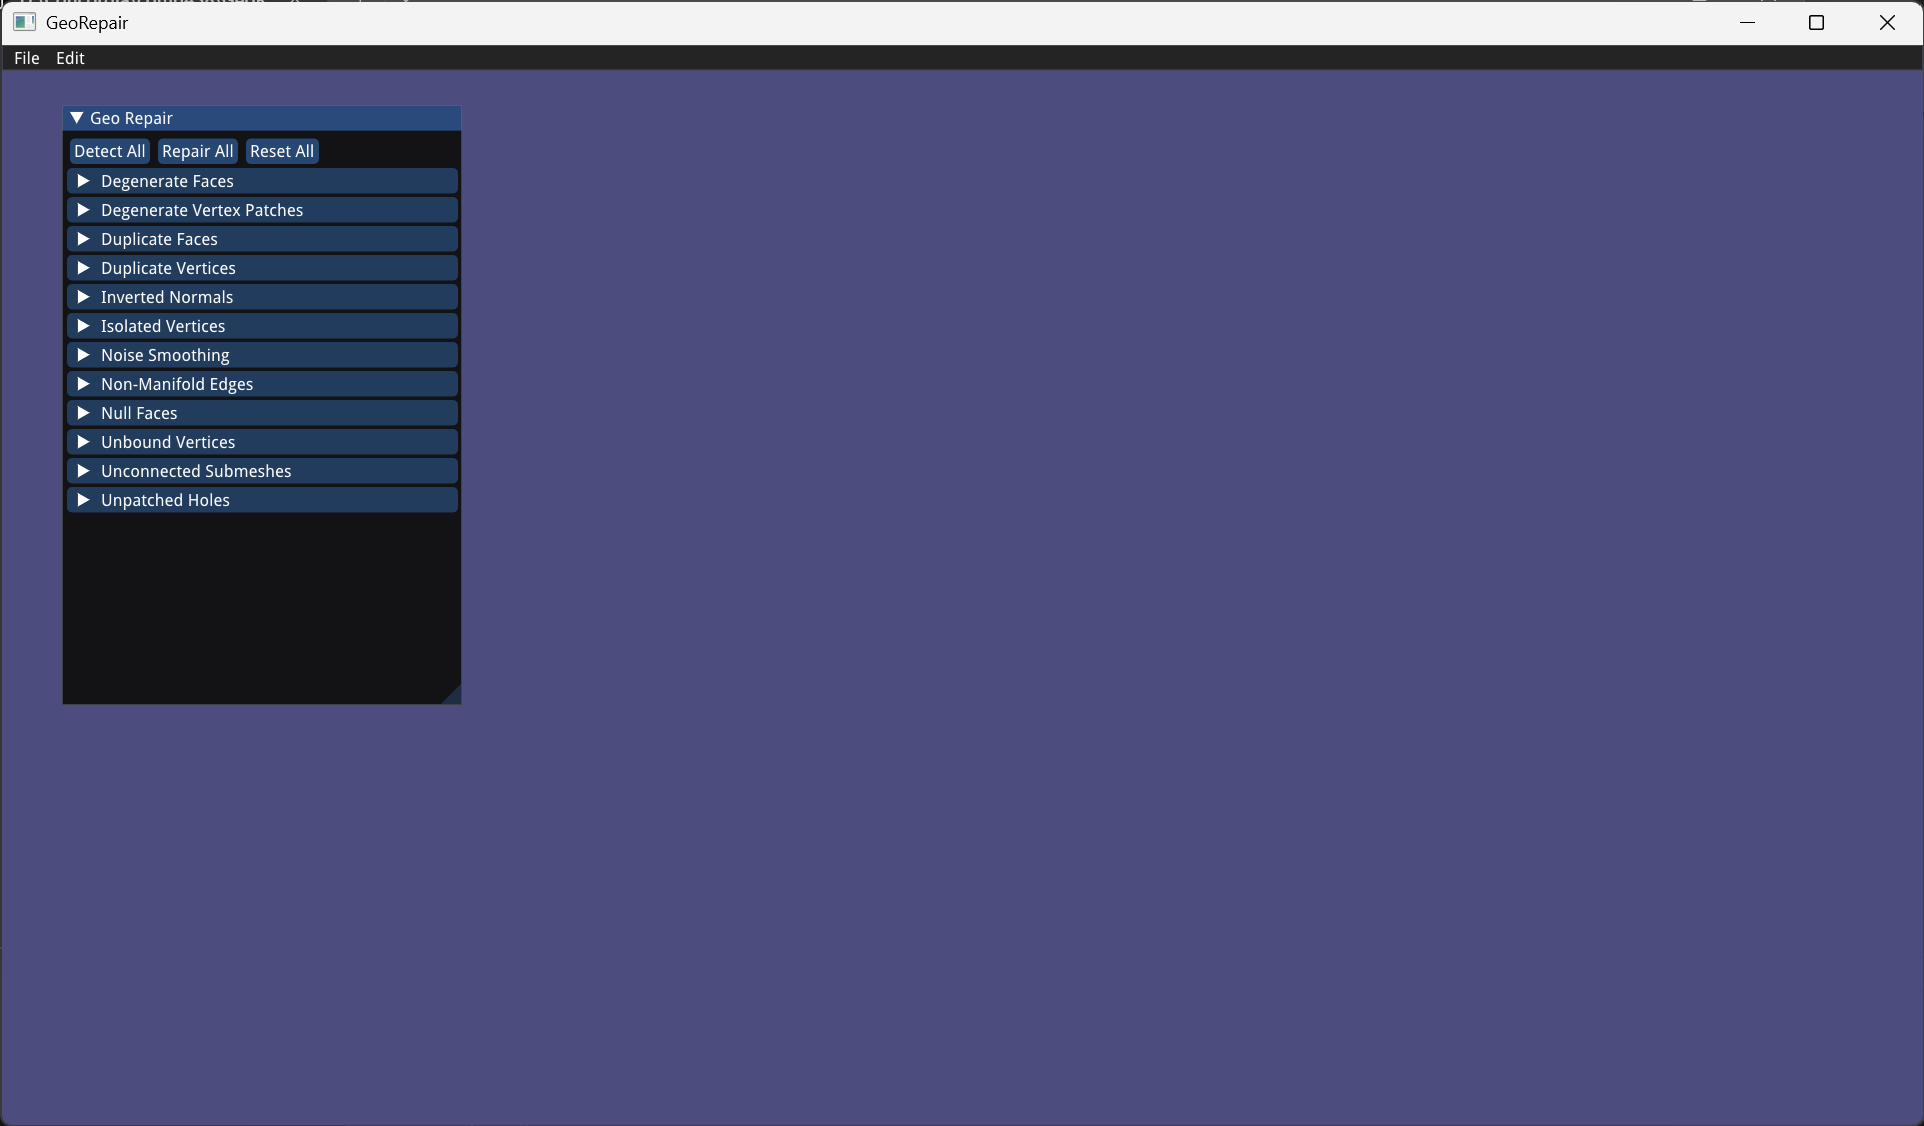 GeoRepair
File Edit
Geo Repair
Detect All Repair All Reset All
Degenerate Faces
Degenerate Vertex Patches
Duplicate Faces
Duplicate Vertices
Inverted Normals
Isolated Vertices
Noise Smoothing
Non-Manifold Edges
Null Faces
Unbound Vertices
Unconnected Submeshes
Unpatched Holes